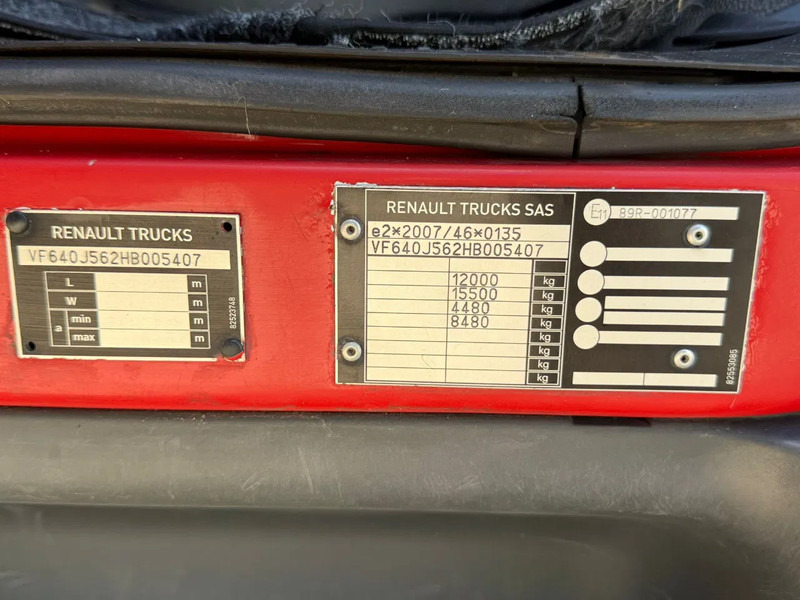 RENAULT TRUCKS
VF640J562HB005407
L m
W m
a min m
max m
82523748
RENAULT TRUCKS SAS
e2*2007/46*0135
VF640J562HB005407
12000 kg
15500 kg
4480 kg
8480 kg
kg
kg
kg
kg
E11 89R-001077
82553085